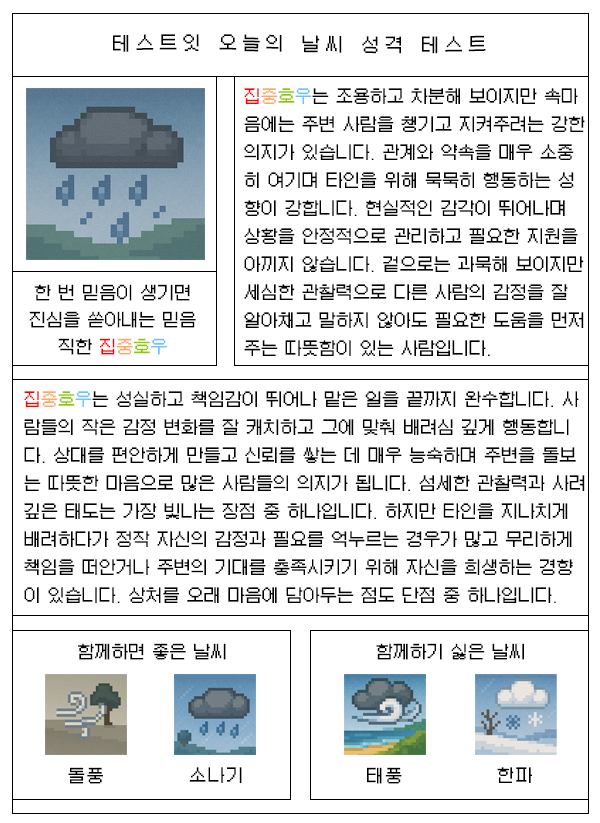 테스트잇 오늘의 날씨 성격 테스트
한 번 믿음이 생기면
진심을 쏟아내는 믿음
직한 집중호우
집중호우는 조용하고 차분해 보이지만 속마
음에는 주변 사람을 챙기고 지켜주려는 강한
의지가 있습니다. 관계와 약속을 매우 소중
히 여기며 타인을 위해 묵묵히 행동하는 성
향이 강합니다. 현실적인 감각이 뛰어나며
상황을 안정적으로 관리하고 필요한 지원을
아끼지 않습니다. 겉으로는 과묵해 보이지만
세심한 관찰력으로 다른 사람의 감정을 잘
알아채고 말하지 않아도 필요한 도움을 먼저
주는 따뜻함이 있는 사람입니다.
집중호우는 성실하고 책임감이 뛰어나 맡은 일을 끝까지 완수합니다. 사
람들의 작은 감정 변화를 잘 캐치하고 그에 맞춰 배려심 깊게 행동합니
다. 상대를 편안하게 만들고 신뢰를 쌓는 데 매우 능숙하며 주변을 돌보
는 따뜻한 마음으로 많은 사람들의 의지가 됩니다. 섬세한 관찰력과 사려
깊은 태도는 가장 빛나는 장점 중 하나입니다. 하지만 타인을 지나치게
배려하다가 정작 자신의 감정과 필요를 억누르는 경우가 많고 무리하게
책임을 떠안거나 주변의 기대를 충족시키기 위해 자신을 희생하는 경향
이 있습니다. 상처를 오래 마음에 담아두는 점도 단점 중 하나입니다.
함께하면 좋은 날씨
돌풍
소나기
함께하기 싫은 날씨
태풍
한파